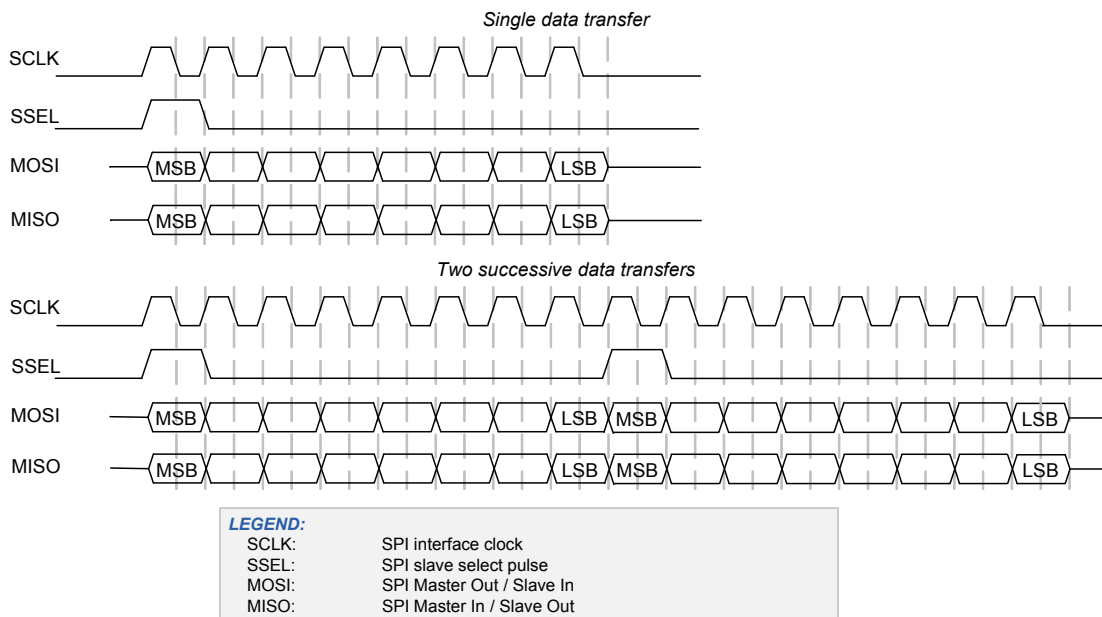 Single data transfer
SCLK
SSEL
MOSI MSB LSB
MISO MSB LSB
Two successive data transfers
SCLK
SSEL
MOSI MSB LSB MSB LSB
MISO MSB LSB MSB LSB
LEGEND:
SCLK: SPI interface clock
SSEL: SPI slave select pulse
MOSI: SPI Master Out / Slave In
MISO: SPI Master In / Slave Out